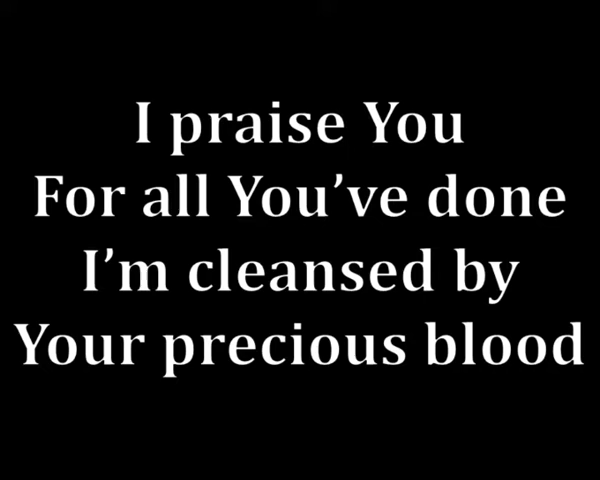 I praise You
For all You’ve done
I’m cleansed by
Your precious blood